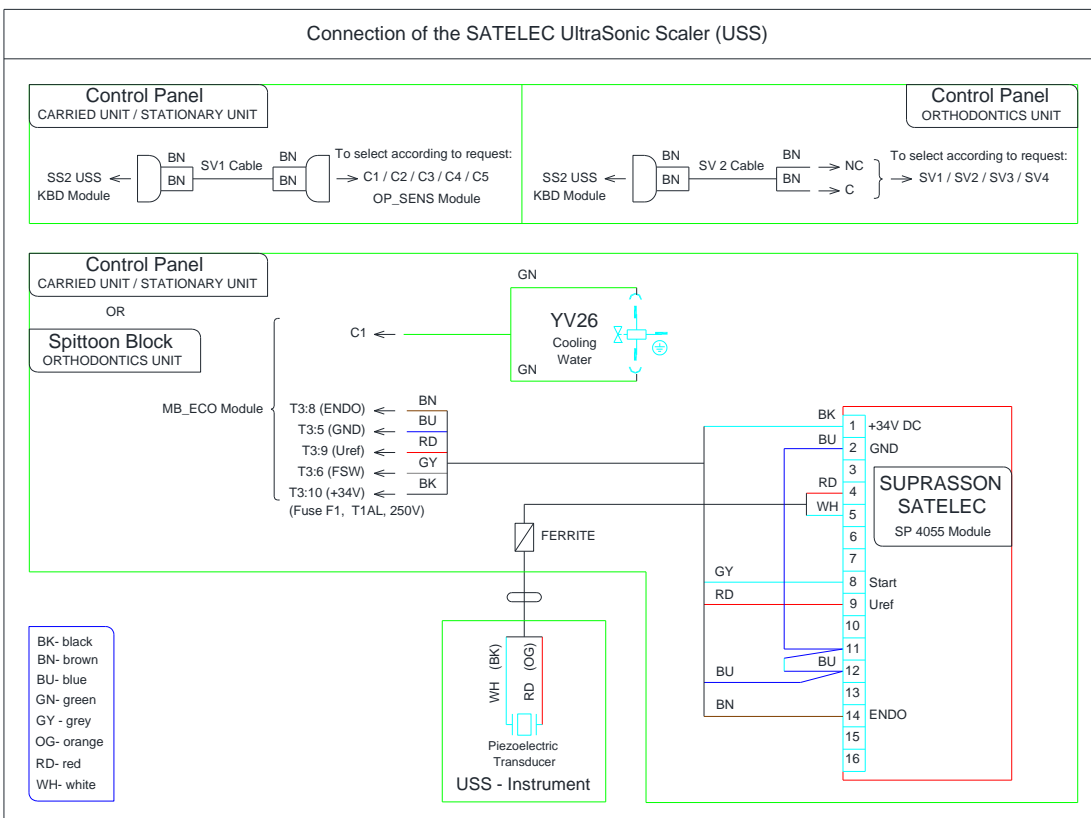 Connection of the SATELEC UltraSonic Scaler (USS)
Control Panel
CARRIED UNIT / STATIONARY UNIT
SS2 USS
KBD Module
BN
BN
SV1 Cable
BN
BN
To select according to request:
C1 / C2 / C3 / C4 / C5
OP_SENS Module
Control Panel
ORTHODONTICS UNIT
SS2 USS
KBD Module
BN
BN
SV 2 Cable
BN
BN
NC
C
To select according to request:
SV1 / SV2 / SV3 / SV4
Control Panel
CARRIED UNIT / STATIONARY UNIT
OR
Spittoon Block
ORTHODONTICS UNIT
MB_ECO Module
C1
GN
GN
YV26
Cooling
Water
T3:8 (ENDO)
BN
T3:5 (GND)
BU
T3:9 (Uref)
RD
T3:6 (FSW)
GY
T3:10 (+34V)
BK
(Fuse F1, T1AL, 250V)
FERRITE
BK
1
+34V DC
BU
2
GND
3
RD
4
WH
5
6
7
GY
8
Start
RD
9
Uref
10
11
BU
BU
12
13
BN
14
ENDO
15
16
SUPRASSON
SATELEC
SP 4055 Module
WH (BK)
RD (OG)
Piezoelectric
Transducer
USS - Instrument
BK- black
BN- brown
BU- blue
GN- green
GY - grey
OG- orange
RD- red
WH- white